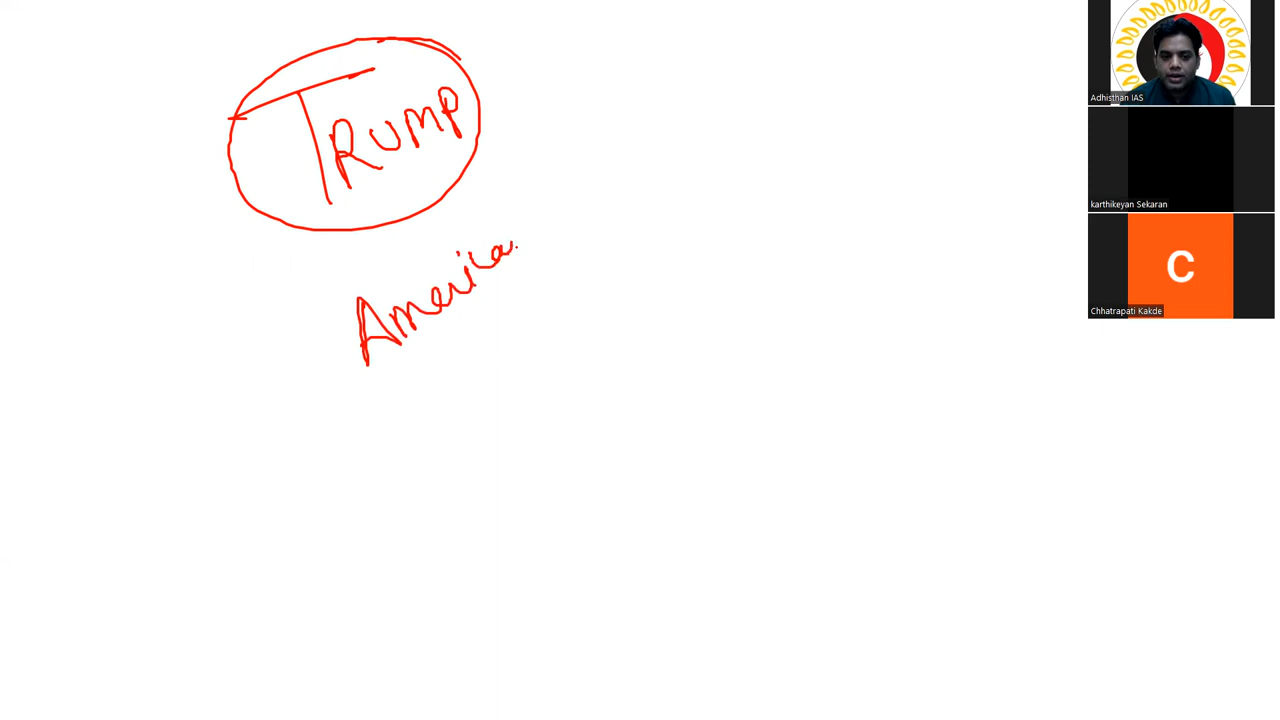 TRUMP
America
Adhisthan IAS
karthikeyan Sekaran
C
Chhatrapati Kakde